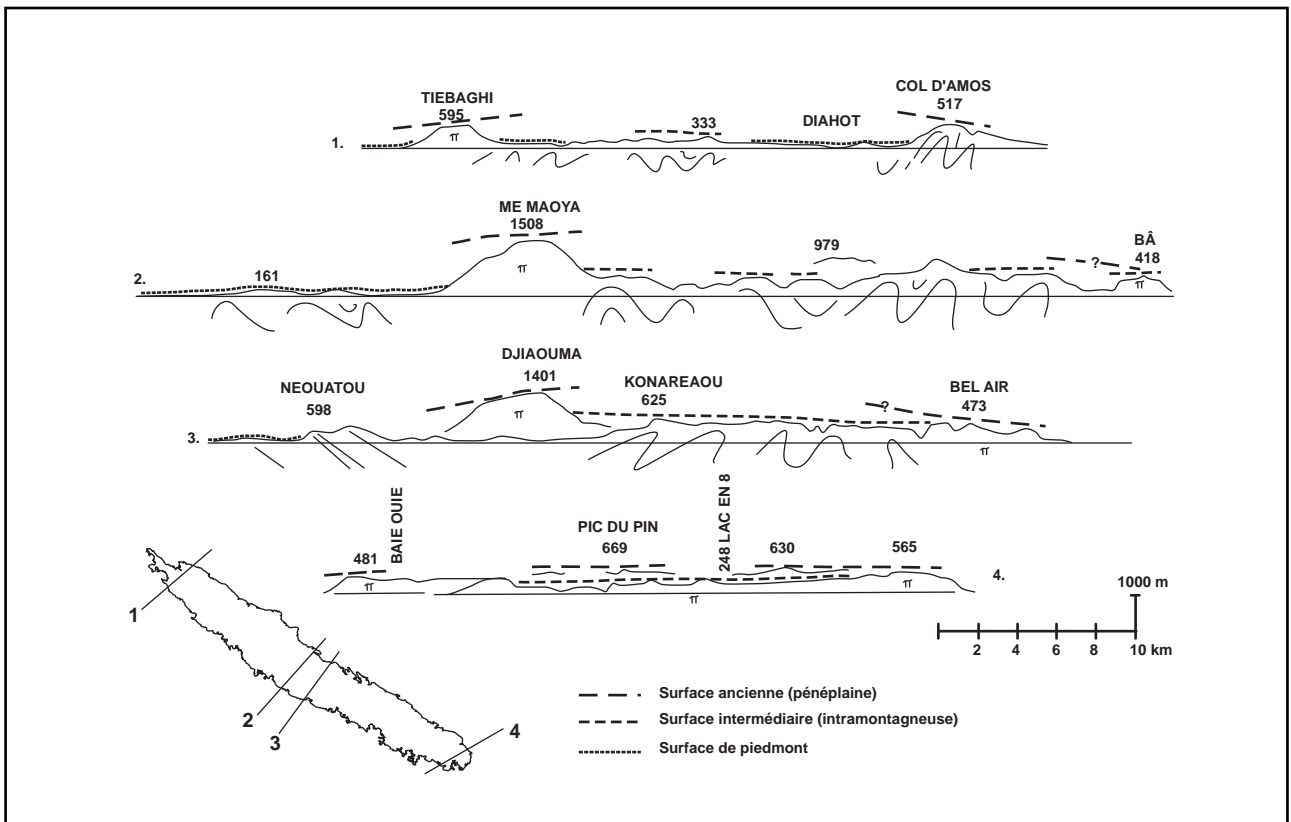 TIEBAGHI
595
COL D'AMOS
517
333
DIAHOT
π
1.
ME MAOYA
1508
979
BÂ
418
161
?
2.
π
π
DJIAOUMA
1401
NEOUATOU
598
KONAREAOU
625
BEL AIR
473
?
π
3.
π
BAIE OUIE
248 LAC EN 8
PIC DU PIN
669
630
565
481
π
π
π
4.
1000 m
2 4 6 8 10 km
1
2
3
4
Surface ancienne (pénéplaine)
Surface intermédiaire (intramontagneuse)
Surface de piedmont